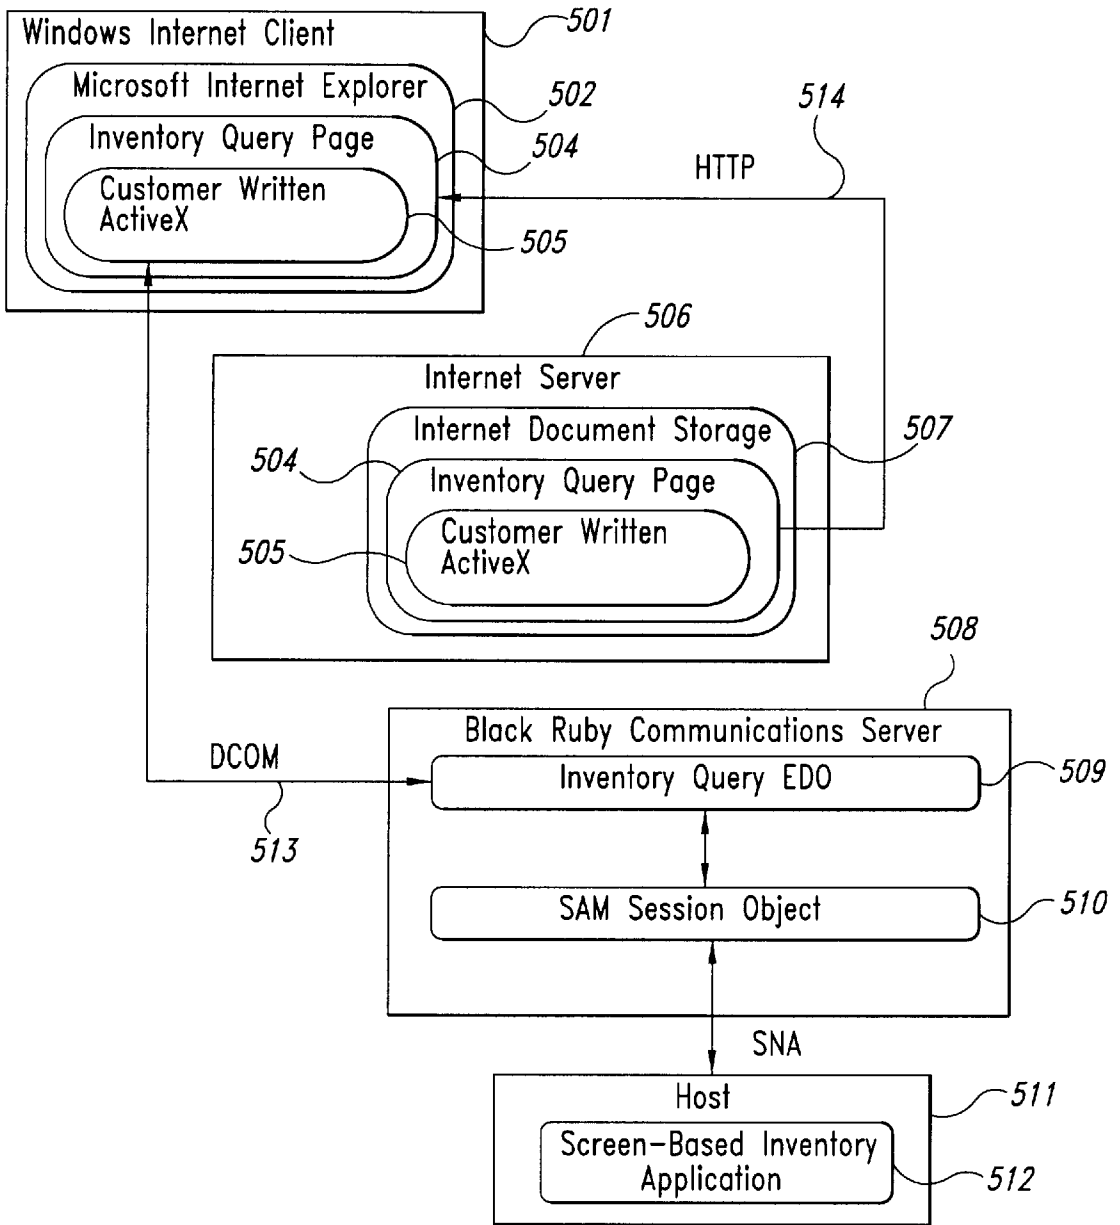 501
Windows Internet Client
Microsoft Internet Explorer
502
514
Inventory Query Page
504
HTTP
Customer Written
ActiveX
505
506
Internet Server
Internet Document Storage
507
504
Inventory Query Page
Customer Written
505
ActiveX
508
Black Ruby Communications Server
DCOM
Inventory Query EDO
509
513
SAM Session Object
510
SNA
Host
511
Screen-Based Inventory
Application
512